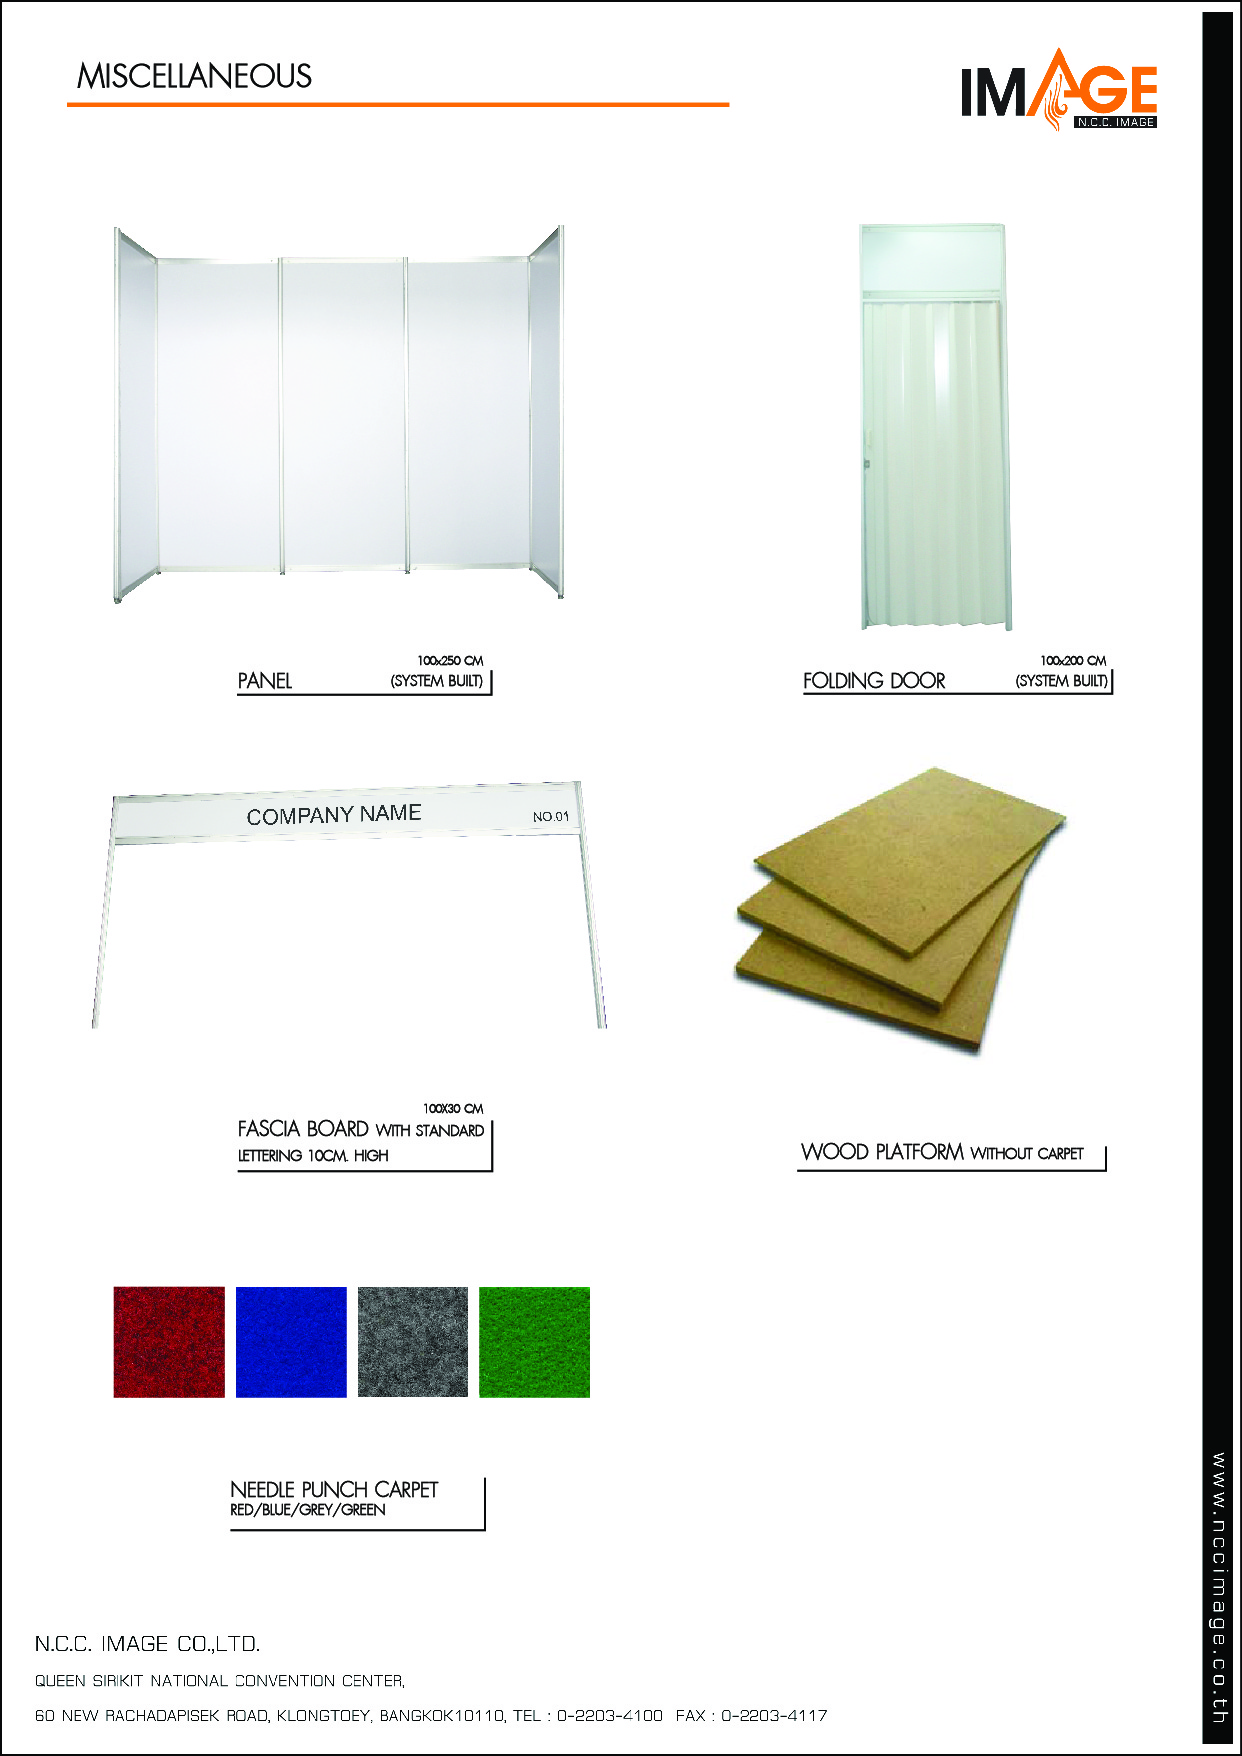 MISCELLANEOUS
IMAGE
N.C.C. IMAGE
100x250 CM
PANEL (SYSTEM BUILT)
100x200 CM
FOLDING DOOR (SYSTEM BUILT)
COMPANY NAME NO.01
100X30 CM
FASCIA BOARD WITH STANDARD
LETTERING 10CM. HIGH
WOOD PLATFORM WITHOUT CARPET
NEEDLE PUNCH CARPET
RED/BLUE/GREY/GREEN
N.C.C. IMAGE CO.,LTD.
QUEEN SIRIKIT NATIONAL CONVENTION CENTER,
60 NEW RACHADAPISEK ROAD, KLONGTOEY, BANGKOK10110, TEL : 0-2203-4100 FAX : 0-2203-4117
www.nccimage.co.th